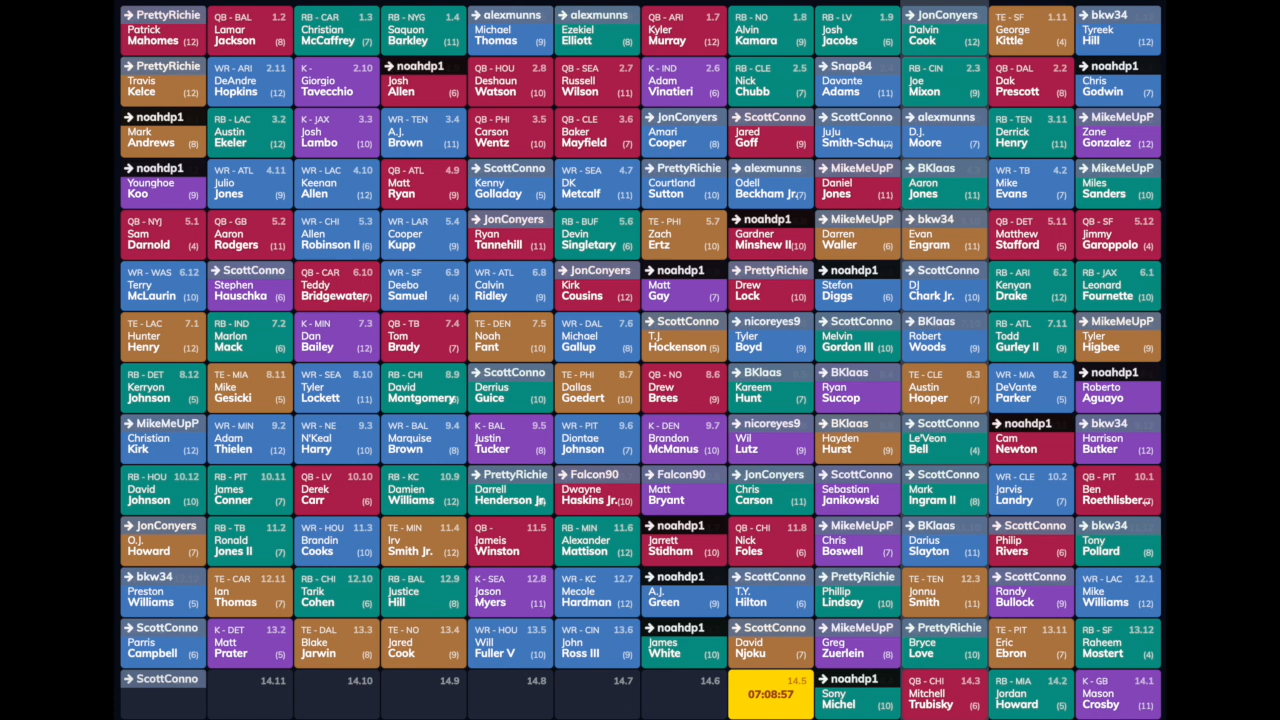 → PrettyRichie
Patrick
Mahomes (12)
QB - BAL 1.2
Lamar
Jackson (8)
RB - CAR 1.3
Christian
McCaffrey (7)
RB - NYG 1.4
Saquon
Barkley (11)
→ alexmunns
Michael
Thomas (9)
→ alexmunns
Ezekiel
Elliott (8)
QB - ARI 1.7
Kyler
Murray (12)
RB - NO 1.8
Alvin
Kamara (9)
RB - LV 1.9
Josh
Jacobs (6)
→ JonConyers
Dalvin
Cook (12)
TE - SF 1.11
George
Kittle (4)
→ bkw34
Tyreek
Hill (12)
→ PrettyRichie
Travis
Kelce (12)
WR - ARI 2.11
DeAndre
Hopkins (12)
K - 2.10
Giorgio
Tavecchio
→ noahdp1
Josh
Allen (6)
QB - HOU 2.8
Deshaun
Watson (10)
QB - SEA 2.7
Russell
Wilson (11)
K - IND 2.6
Adam
Vinatieri (6)
RB - CLE 2.5
Nick
Chubb (7)
→ Snap84
Davante
Adams (11)
RB - CIN 2.3
Joe
Mixon (9)
QB - DAL 2.2
Dak
Prescott (8)
→ noahdp1
Chris
Godwin (7)
→ noahdp1
Mark
Andrews (8)
RB - LAC 3.2
Austin
Ekeler (12)
K - JAX 3.3
Josh
Lambo (10)
WR - TEN 3.4
A.J.
Brown (11)
QB - PHI 3.5
Carson
Wentz (10)
QB - CLE 3.6
Baker
Mayfield (7)
→ JonConyers
Amari
Cooper (8)
→ ScottConno
Jared
Goff (9)
→ ScottConno
JuJu
Smith-Schu (7)
→ alexmunns
D.J.
Moore (7)
RB - TEN 3.11
Derrick
Henry (11)
→ MikeMeUpP
Zane
Gonzalez (12)
→ noahdp1
Younghoe
Koo (9)
WR - ATL 4.11
Julio
Jones (9)
WR - LAC 4.10
Keenan
Allen (12)
QB - ATL 4.9
Matt
Ryan (9)
→ ScottConno
Kenny
Golladay (5)
WR - SEA 4.7
DK
Metcalf (11)
→ PrettyRichie
Courtland
Sutton (10)
→ alexmunns
Odell
Beckham Jr. (7)
→ MikeMeUpP
Daniel
Jones (11)
→ BKlaas
Aaron
Jones (11)
WR - TB 4.2
Mike
Evans (7)
→ MikeMeUpP
Miles
Sanders (10)
QB - NYJ 5.1
Sam
Darnold (4)
QB - GB 5.2
Aaron
Rodgers (11)
WR - CHI 5.3
Allen
Robinson II (6)
WR - LAR 5.4
Cooper
Kupp (9)
→ JonConyers
Ryan
Tannehill (11)
RB - BUF 5.6
Devin
Singletary (6)
TE - PHI 5.7
Zach
Ertz (10)
→ noahdp1
Gardner
Minshew II (10)
→ MikeMeUpP
Darren
Waller (6)
→ bkw34
Evan
Engram (11)
QB - DET 5.11
Matthew
Stafford (5)
QB - SF 5.12
Jimmy
Garoppolo (4)
WR - WAS 6.12
Terry
McLaurin (10)
→ ScottConno
Stephen
Hauschka (6)
QB - CAR 6.10
Teddy
Bridgewater (7)
WR - SF 6.9
Deebo
Samuel (4)
WR - ATL 6.8
Calvin
Ridley (9)
→ JonConyers
Kirk
Cousins (12)
→ noahdp1
Matt
Gay (7)
→ PrettyRichie
Drew
Lock (10)
→ noahdp1
Stefon
Diggs (6)
→ ScottConno
DJ
Chark Jr. (10)
RB - ARI 6.2
Kenyan
Drake (12)
RB - JAX 6.1
Leonard
Fournette (10)
TE - LAC 7.1
Hunter
Henry (12)
RB - IND 7.2
Marlon
Mack (6)
K - MIN 7.3
Dan
Bailey (12)
QB - TB 7.4
Tom
Brady (7)
TE - DEN 7.5
Noah
Fant (10)
WR - DAL 7.6
Michael
Gallup (8)
→ ScottConno
T.J.
Hockenson (5)
→ nicoreyes9
Tyler
Boyd (9)
→ ScottConno
Melvin
Gordon III (10)
→ BKlaas
Robert
Woods (9)
RB - ATL 7.11
Todd
Gurley II (9)
→ MikeMeUpP
Tyler
Higbee (9)
RB - DET 8.12
Kerryon
Johnson (5)
TE - MIA 8.11
Mike
Gesicki (5)
WR - SEA 8.10
Tyler
Lockett (11)
RB - CHI 8.9
David
Montgomery (6)
→ ScottConno
Derrius
Guice (10)
TE - PHI 8.7
Dallas
Goedert (10)
QB - NO 8.6
Drew
Brees (9)
→ BKlaas
Kareem
Hunt (7)
→ BKlaas
Ryan
Succop
TE - CLE 8.3
Austin
Hooper (7)
WR - MIA 8.2
DeVante
Parker (5)
→ noahdp1
Roberto
Aguayo
→ MikeMeUpP
Christian
Kirk (12)
WR - MIN 9.2
Adam
Thielen (12)
WR - NE 9.3
N'Keal
Harry (10)
WR - BAL 9.4
Marquise
Brown (8)
K - BAL 9.5
Justin
Tucker (8)
WR - PIT 9.6
Diontae
Johnson (7)
K - DEN 9.7
Brandon
McManus (10)
→ nicoreyes9
Wil
Lutz (9)
→ BKlaas
Hayden
Hurst (9)
→ ScottConno
Le'Veon
Bell (4)
→ noahdp1
Cam
Newton
→ bkw34
Harrison
Butker (12)
RB - HOU 10.12
David
Johnson (10)
RB - PIT 10.11
James
Conner (7)
QB - LV 10.10
Derek
Carr (6)
RB - KC 10.9
Damien
Williams (12)
→ PrettyRichie
Darrell
Henderson Jr.
→ Falcon90
Dwayne
Haskins Jr. (10)
→ Falcon90
Matt
Bryant
→ JonConyers
Chris
Carson (11)
→ ScottConno
Sebastian
Janikowski
→ ScottConno
Mark
Ingram II (8)
WR - CLE 10.2
Jarvis
Landry (7)
QB - PIT 10.1
Ben
Roethlisber... (7)
→ JonConyers
O.J.
Howard (7)
RB - TB 11.2
Ronald
Jones II (7)
WR - HOU 11.3
Brandin
Cooks (10)
TE - MIN 11.4
Irv
Smith Jr. (12)
QB - 11.5
Jameis
Winston
RB - MIN 11.6
Alexander
Mattison (12)
→ noahdp1
Jarrett
Stidham (10)
QB - CHI 11.8
Nick
Foles (6)
→ MikeMeUpP
Chris
Boswell (7)
→ BKlaas
Darius
Slayton (11)
→ ScottConno
Philip
Rivers (6)
→ bkw34
Tony
Pollard (8)
→ bkw34
Preston
Williams (5)
TE - CAR 12.11
Ian
Thomas (7)
RB - CHI 12.10
Tarik
Cohen (6)
RB - BAL 12.9
Justice
Hill (8)
K - SEA 12.8
Jason
Myers (11)
WR - KC 12.7
Mecole
Hardman (12)
→ noahdp1
A.J.
Green (9)
→ ScottConno
T.Y.
Hilton (6)
→ PrettyRichie
Phillip
Lindsay (10)
TE - TEN 12.3
Jonnu
Smith (11)
→ ScottConno
Randy
Bullock (9)
WR - LAC 12.1
Mike
Williams (12)
→ ScottConno
Parris
Campbell (6)
K - DET 13.2
Matt
Prater (5)
TE - DAL 13.3
Blake
Jarwin (8)
TE - NO 13.4
Jared
Cook (9)
WR - HOU 13.5
Will
Fuller V (10)
WR - CIN 13.6
John
Ross III (9)
→ noahdp1
James
White (10)
→ ScottConno
David
Njoku (7)
→ MikeMeUpP
Greg
Zuerlein (8)
→ PrettyRichie
Bryce
Love (10)
TE - PIT 13.11
Eric
Ebron (7)
RB - SF 13.12
Raheem
Mostert (4)
→ ScottConno
14.11
14.10
14.9
14.8
14.7
14.6
14.5
07:08:57
→ noahdp1
Sony
Michel (10)
QB - CHI 14.3
Mitchell
Trubisky (6)
RB - MIA 14.2
Jordan
Howard (5)
K - GB 14.1
Mason
Crosby (11)